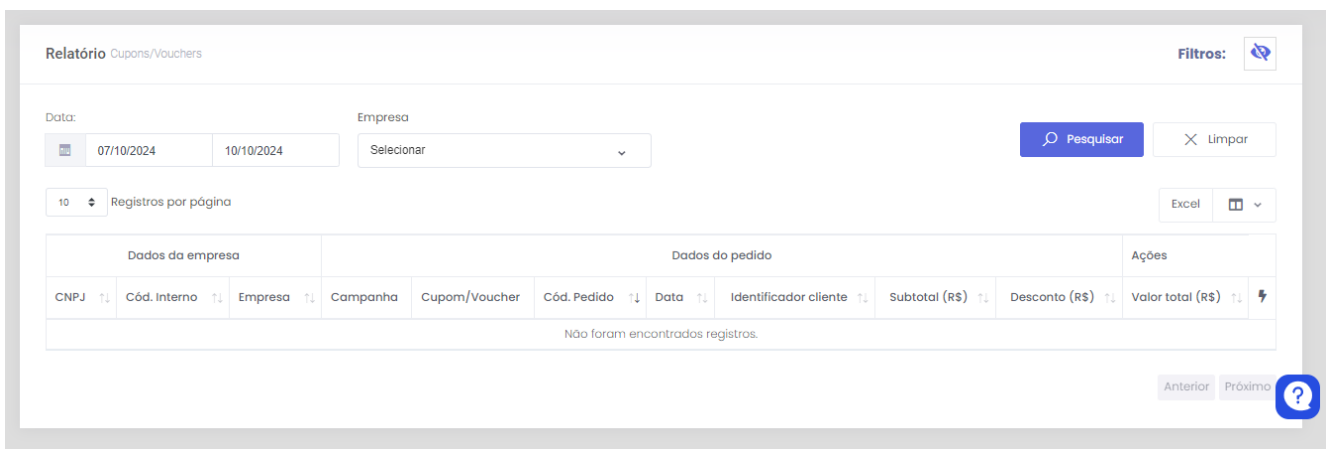 Relatório Cupons/Vouchers
Filtros:
Data:
Empresa
07/10/2024 10/10/2024
Selecionar
Pesquisar
Limpar
10 Registros por página
Excel
Dados da empresa Dados do pedido Ações
CNPJ Cód. Interno Empresa Campanha Cupom/Voucher Cód. Pedido Data Identificador cliente Subtotal (R$) Desconto (R$) Valor total (R$)
Não foram encontrados registros.
Anterior Próximo
?